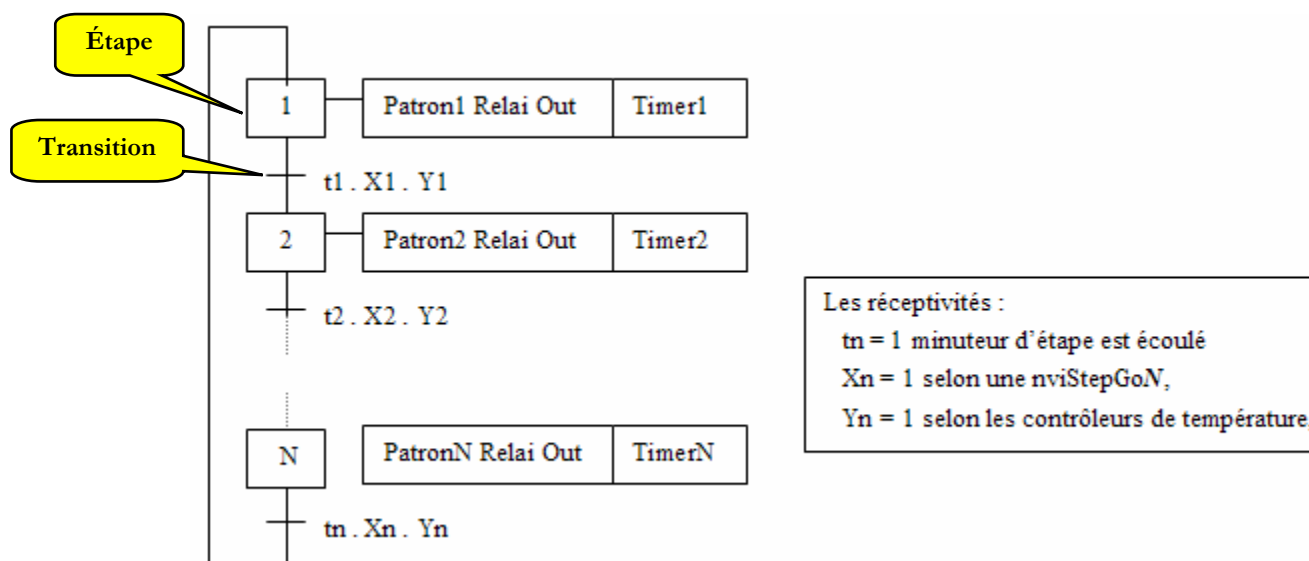 Étape
1 Patron1 Relai Out Timer1
Transition
t1 . X1 . Y1
2 Patron2 Relai Out Timer2
t2 . X2 . Y2
Les réceptivités :
tn = 1 minuteur d'étape est écoulé
Xn = 1 selon une nviStepGoN,
Yn = 1 selon les contrôleurs de température,
N PatronN Relai Out TimerN
tn . Xn . Yn